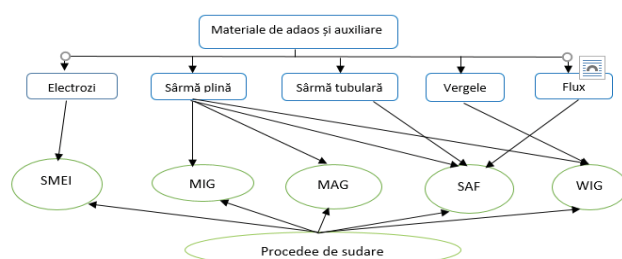 Materiale de adaos și auxiliare
Electrozi
Sârmă plină
Sârmă tubulară
Vergele
Flux
SMEI
MIG
MAG
SAF
WIG
Procedee de sudare